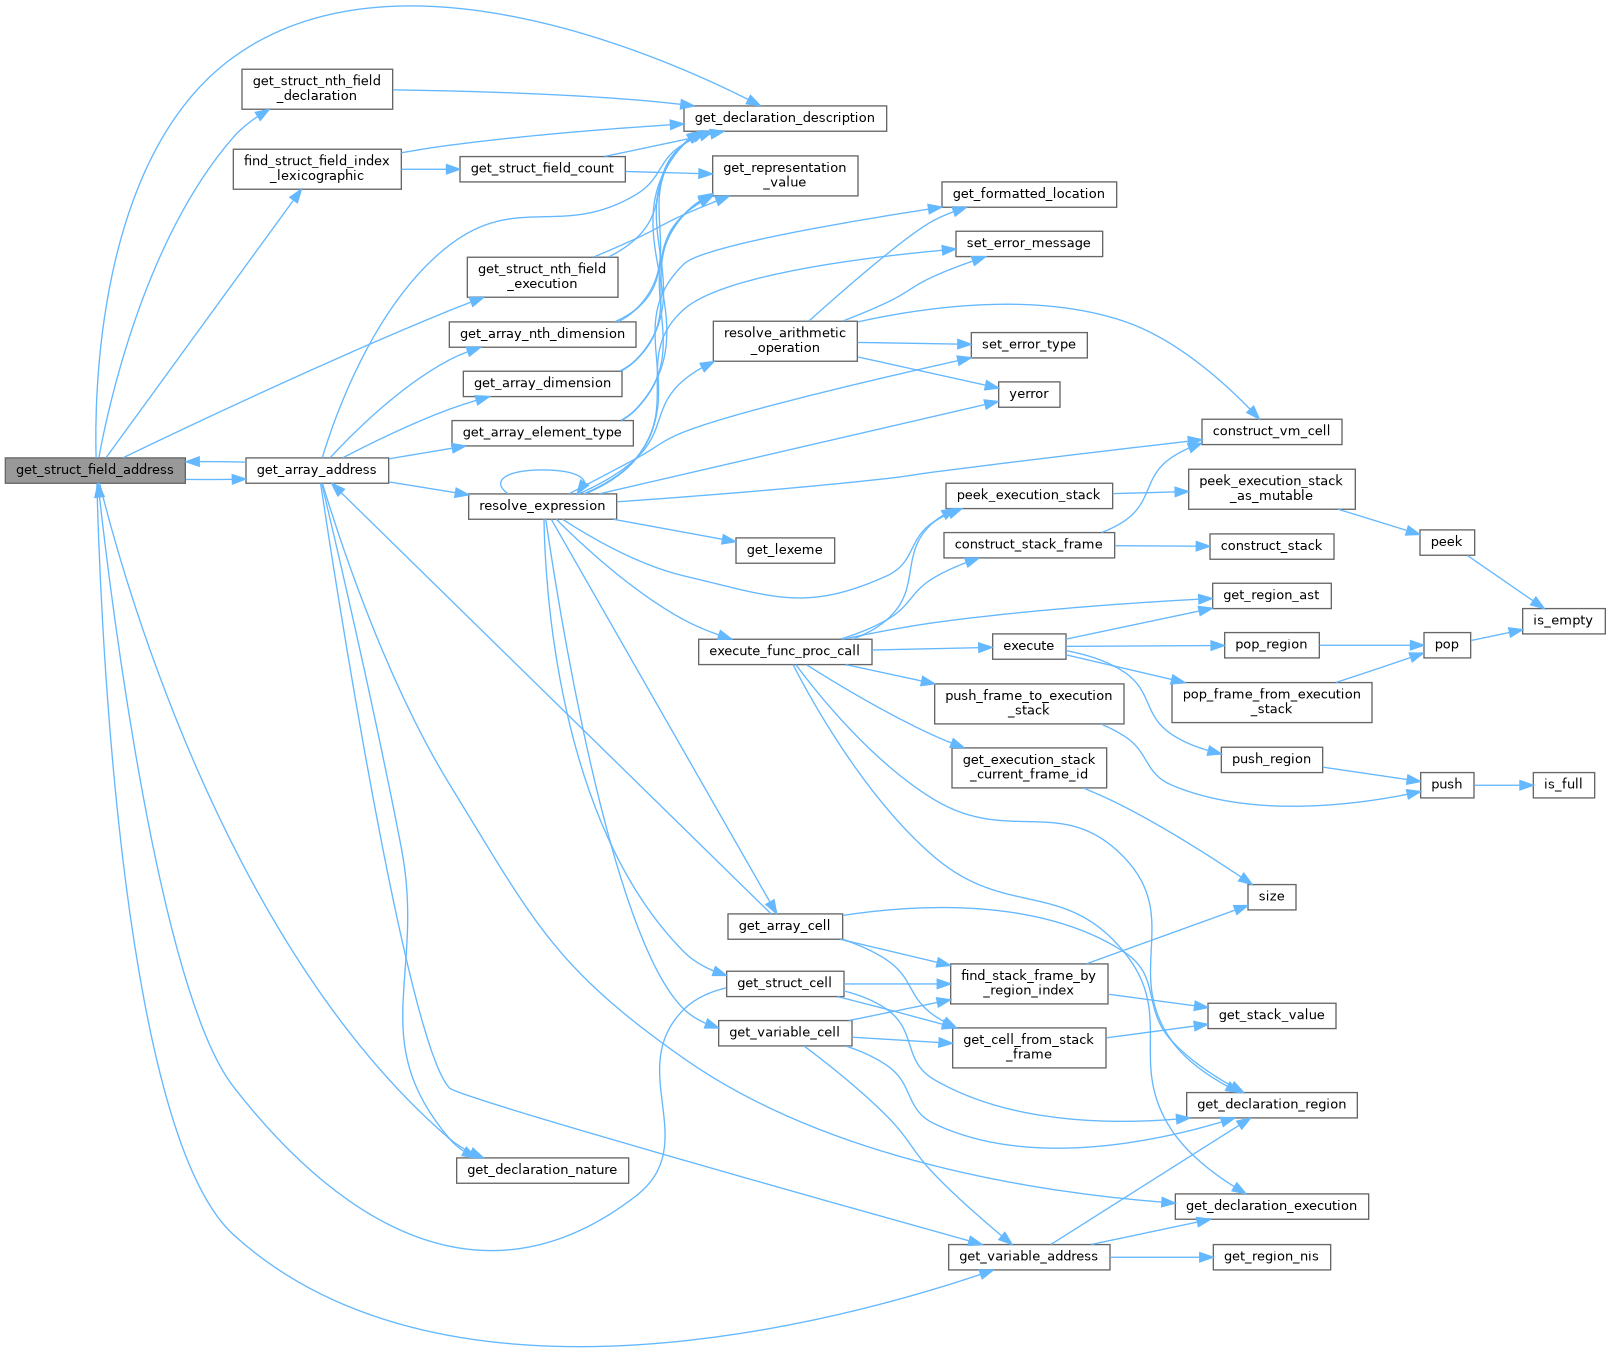 get_struct_field_address
get_struct_nth_field
_declaration
find_struct_field_index
_lexicographic
get_array_address
get_struct_field_count
get_struct_nth_field
_execution
get_array_nth_dimension
get_array_dimension
get_array_element_type
resolve_expression
get_declaration_nature
get_declaration_description
get_representation
_value
resolve_arithmetic
_operation
get_lexeme
execute_func_proc_call
get_array_cell
get_struct_cell
get_variable_cell
get_formatted_location
set_error_message
set_error_type
yerror
peek_execution_stack
construct_stack_frame
execute
push_frame_to_execution
_stack
get_execution_stack
_current_frame_id
find_stack_frame_by
_region_index
get_cell_from_stack
_frame
get_variable_address
construct_vm_cell
peek_execution_stack
_as_mutable
construct_stack
get_region_ast
pop_region
pop_frame_from_execution
_stack
push_region
size
get_stack_value
get_declaration_region
get_declaration_execution
get_region_nis
peek
pop
push
is_empty
is_full